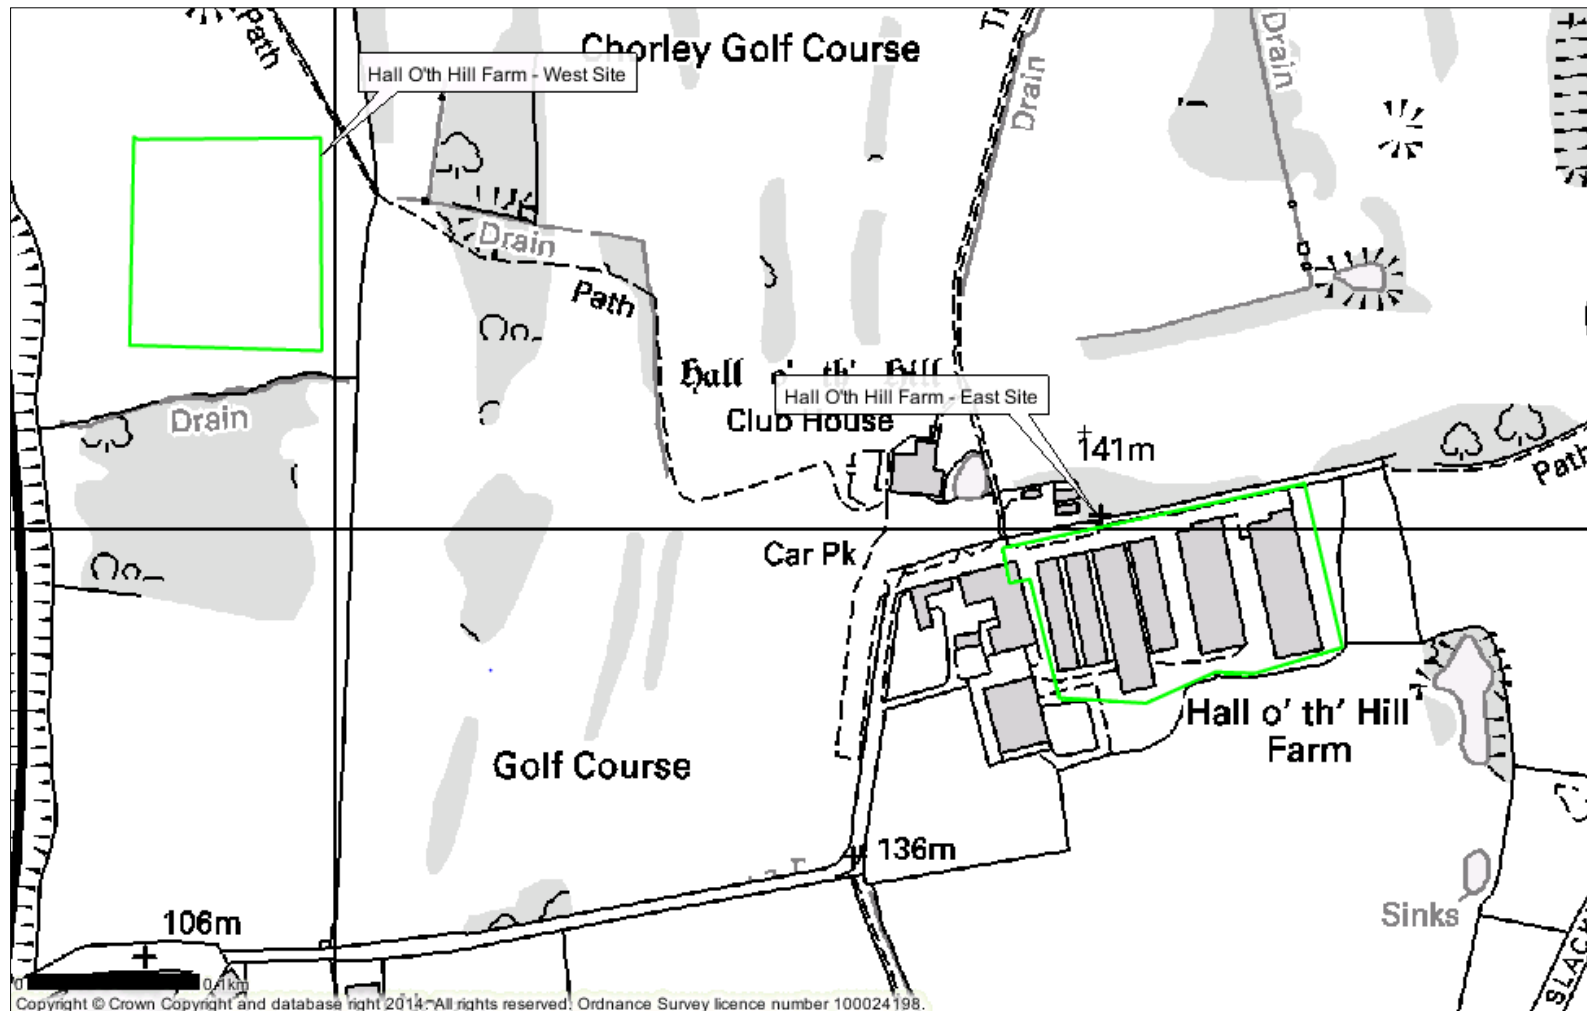 Path
Chorley Golf Course
Drain
Drain
Hall O'th Hill Farm - West Site
Drain
Path
Hall o' th' Hill
Hall O'th Hill Farm - East Site
Club House
Drain
141m
Path
Car Pk
Hall o' th' Hill
Farm
Golf Course
136m
106m
Sinks
SLACK
0
0.1km
Copyright © Crown Copyright and database right 2014. All rights reserved. Ordnance Survey licence number 100024198.